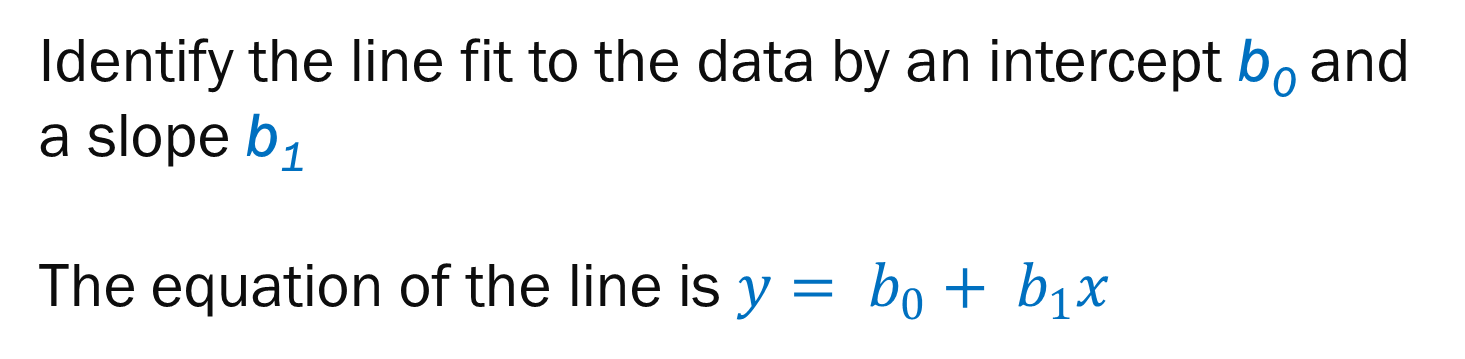 Identify the line fit to the data by an intercept b₀ and
a slope b₁
The equation of the line is y = b₀ + b₁x